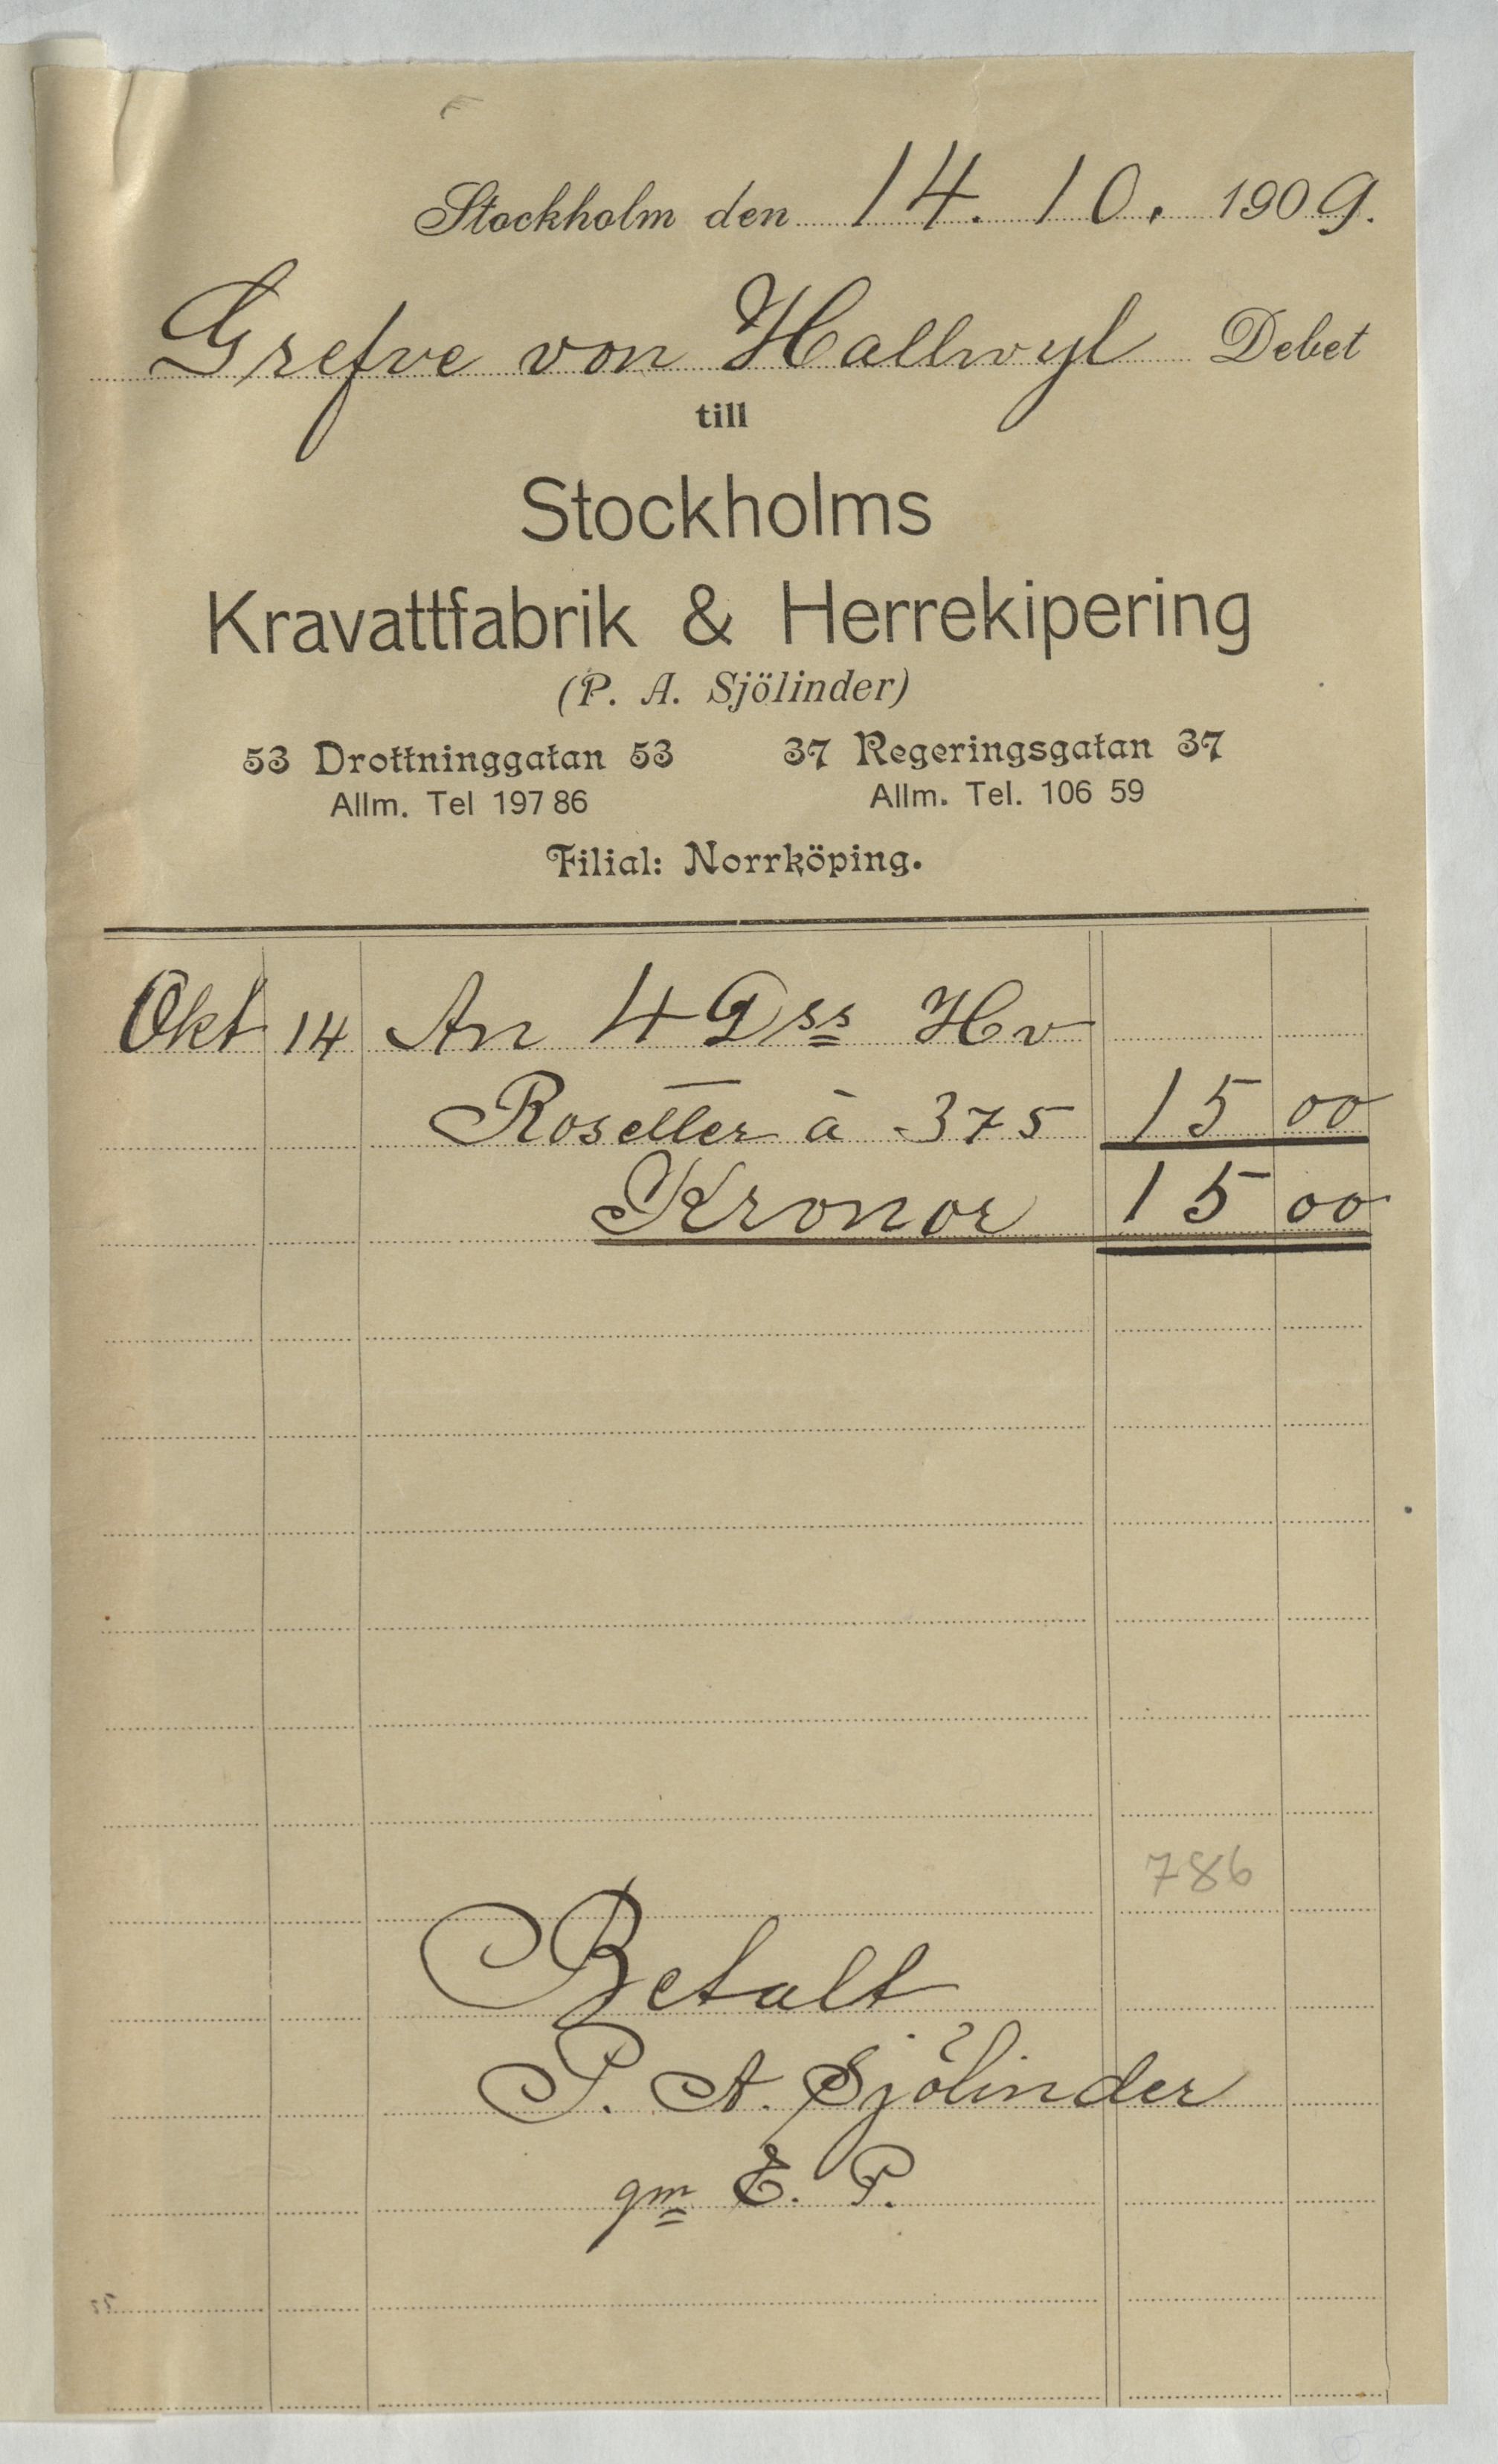 Stockholm den 14. 10. 1909.
Grefve von Hallwyl Debet
till
Stockholms
Kravattfabrik & Herrekipering
(P. A. Sjölinder)
53 Drottninggatan 53 37 Regeringsgatan 37
Allm. Tel 197 86 Allm. Tel. 106 59
Filial: Norrköping.
Okt 14 An 4 Dss Hv
Rosetter à 375 15 00
Kronor 15 00
786
Betalt
P. A. Sjölinder
gm E. P.